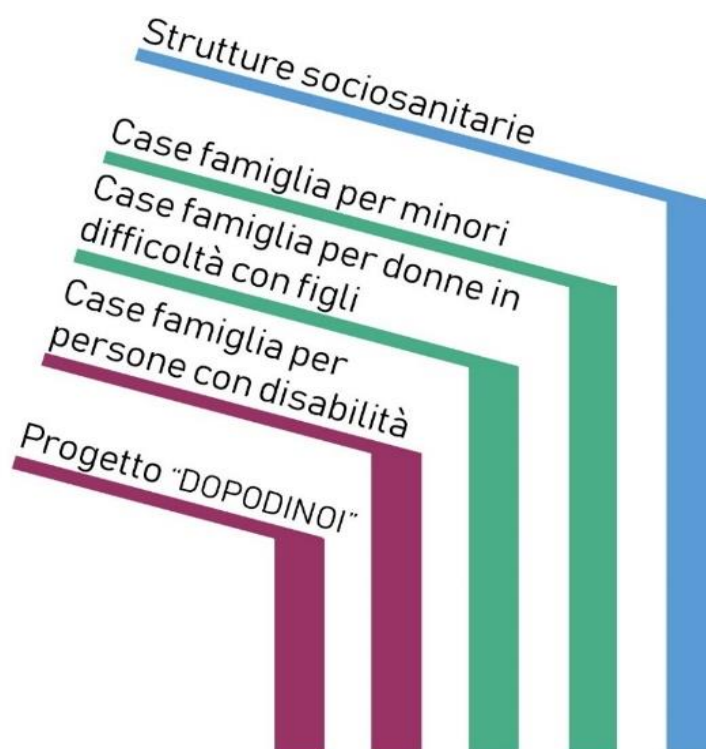 Strutture sociosanitarie
Case famiglia per minori
Case famiglia per donne in
difficoltà con figli
Case famiglia per
persone con disabilità
Progetto “DOPODINOI”